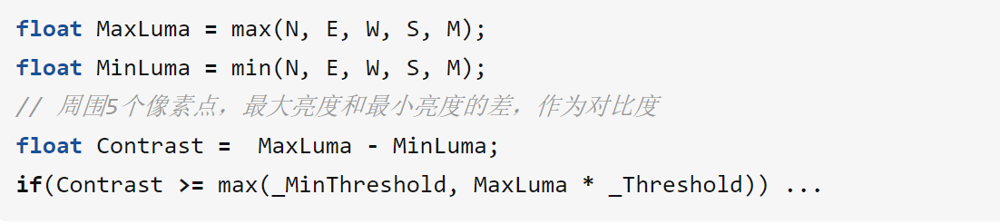 float MaxLuma = max(N, E, W, S, M);
float MinLuma = min(N, E, W, S, M);
// 周围5个像素点，最大亮度和最小亮度的差，作为对比度
float Contrast =  MaxLuma - MinLuma;
if(Contrast >= max(_MinThreshold, MaxLuma * _Threshold)) ...